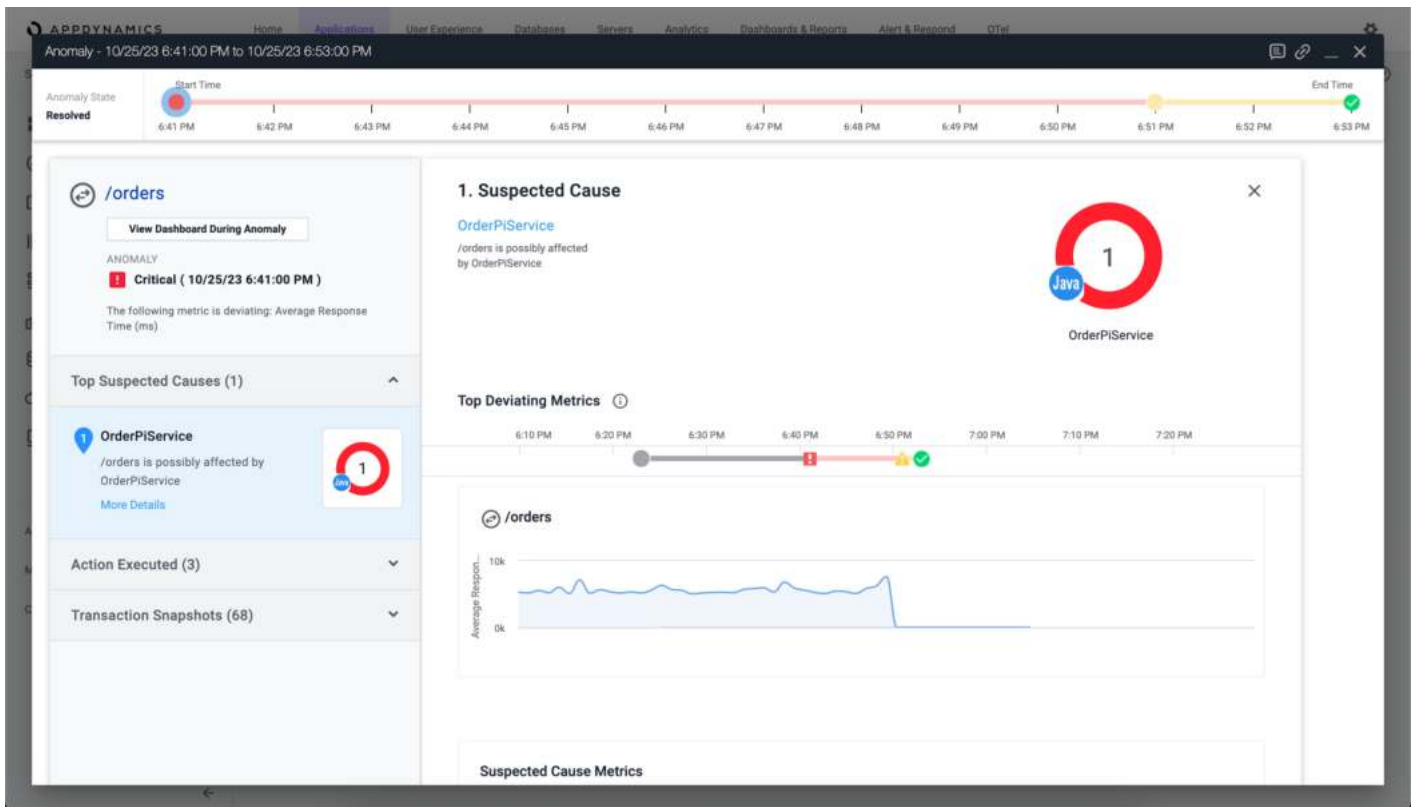 APPDYNAMICS Home Applications User Experience Databases Servers Analytics Dashboards & Reports Alert & Respond OTel
Anomaly - 10/25/23 6:41:00 PM to 10/25/23 6:53:00 PM
Start Time End Time
Anomaly State
Resolved
6:41 PM 6:42 PM 6:43 PM 6:44 PM 6:45 PM 6:46 PM 6:47 PM 6:48 PM 6:49 PM 6:50 PM 6:51 PM 6:52 PM 6:53 PM
/orders
View Dashboard During Anomaly
ANOMALY
Critical ( 10/25/23 6:41:00 PM )
The following metric is deviating: Average Response
Time (ms)
Top Suspected Causes (1)
1 OrderPiService
/orders is possibly affected by
OrderPiService
More Details
1
Java
Action Executed (3)
Transaction Snapshots (68)
1. Suspected Cause
OrderPiService
/orders is possibly affected
by OrderPiService
1
Java
OrderPiService
Top Deviating Metrics
6:10 PM 6:20 PM 6:30 PM 6:40 PM 6:50 PM 7:00 PM 7:10 PM 7:20 PM
/orders
Average Respon...
10k
0k
Suspected Cause Metrics